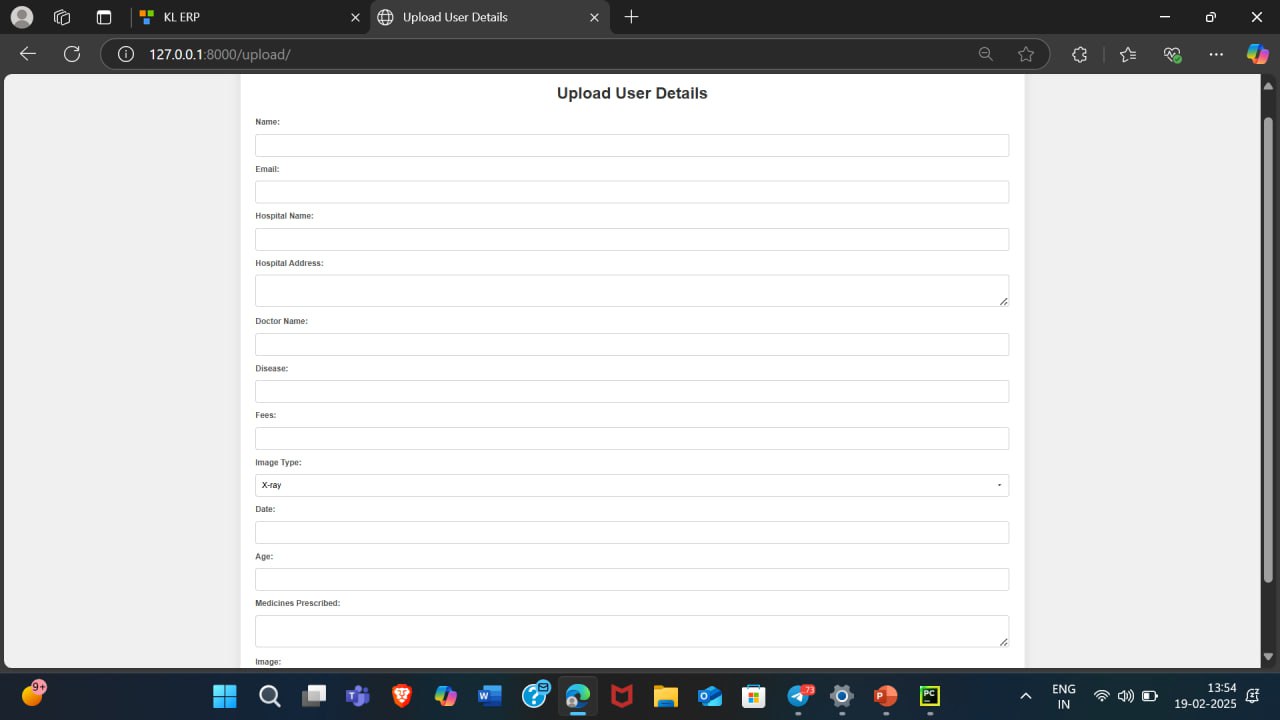 KL ERP
Upload User Details
127.0.0.1:8000/upload/
Upload User Details
Name:
Email:
Hospital Name:
Hospital Address:
Doctor Name:
Disease:
Fees:
Image Type:
X-ray
Date:
Age:
Medicines Prescribed:
Image:
9+
T
W
?
O
73
P
PC
ENG
IN
13:54
19-02-2025